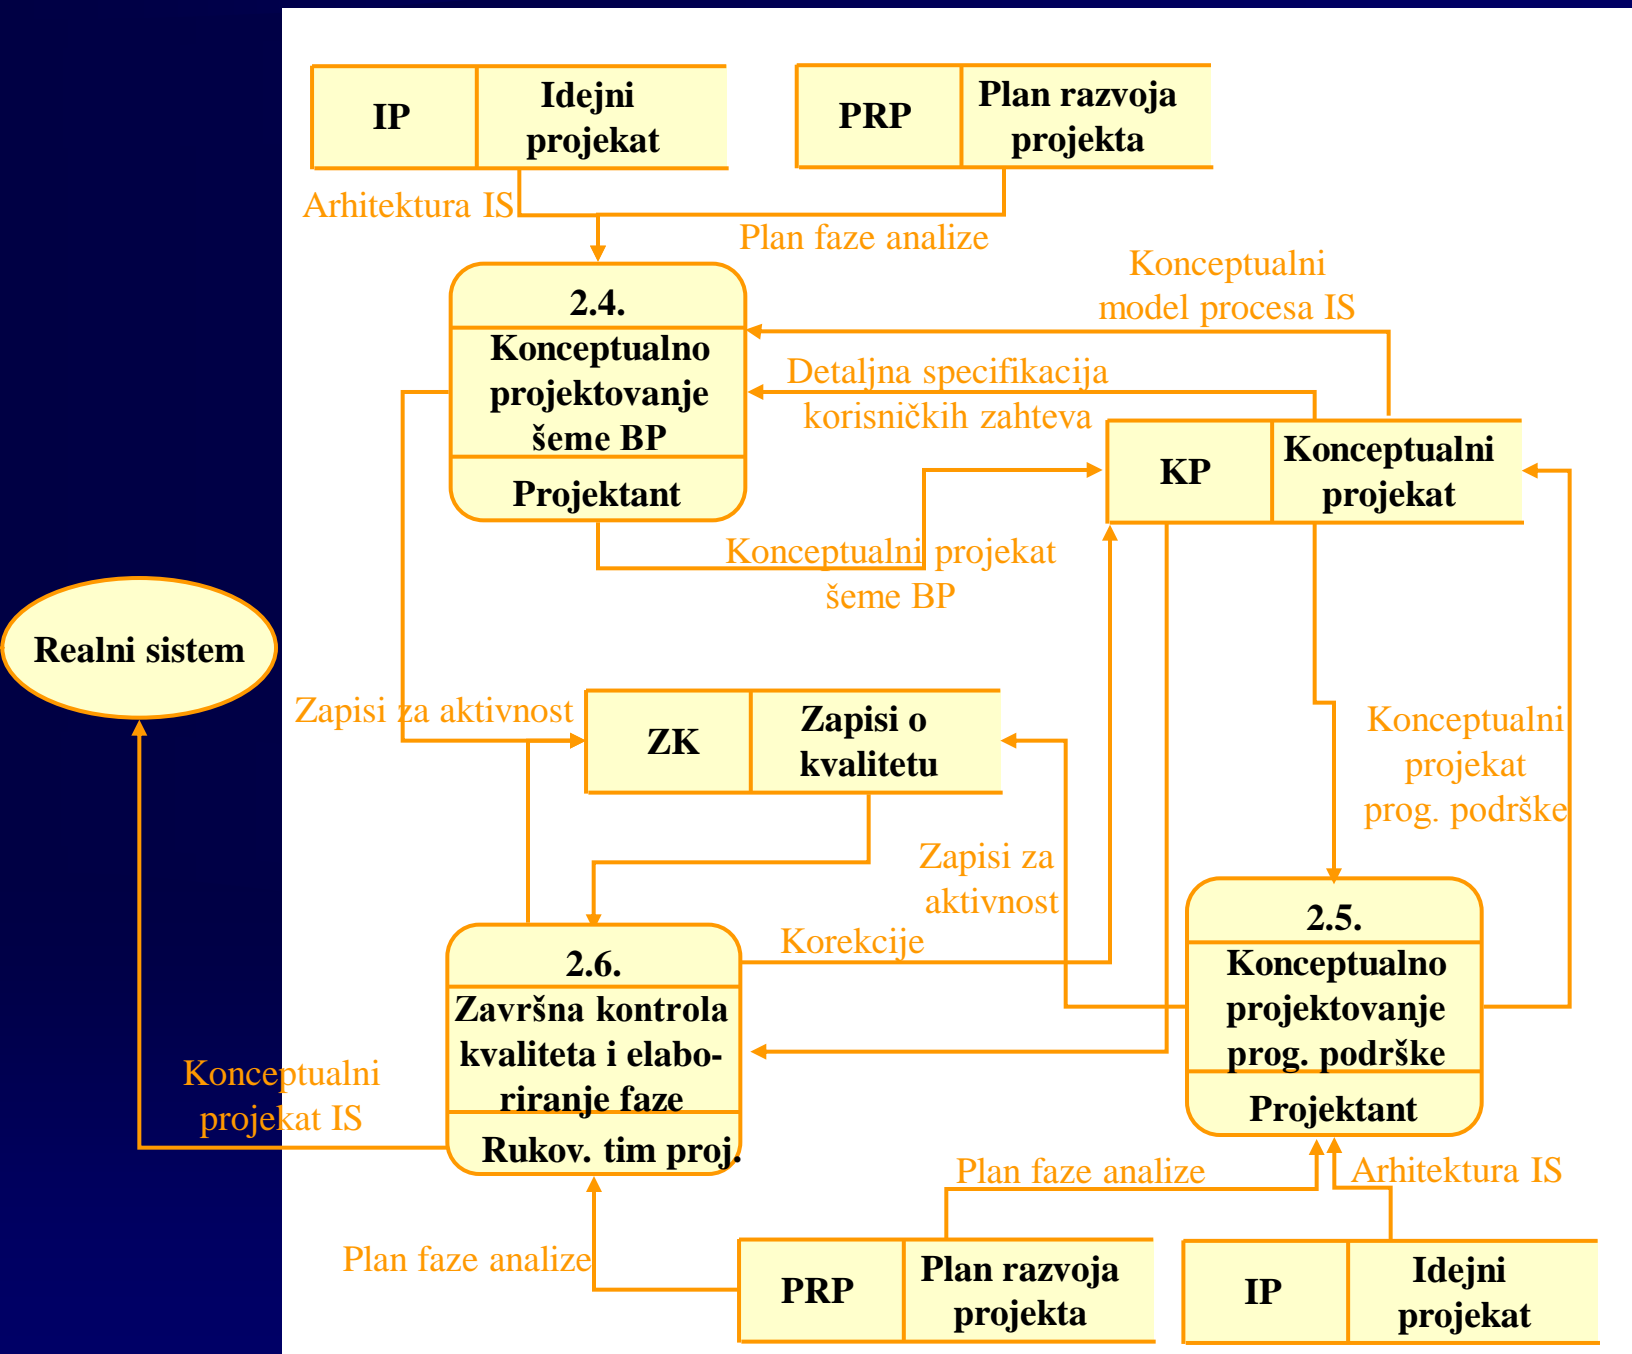 IP
Idejni
projekat
PRP
Plan razvoja
projekta
Arhitektura IS
Plan faze analize
Konceptualni
model procesa IS
2.4.
Konceptualno
projektovanje
šeme BP
Projektant
Detaljna specifikacija
korisničkih zahteva
KP
Konceptualni
projekat
Konceptualni projekat
šeme BP
Realni sistem
Zapisi za aktivnost
ZK
Zapisi o
kvalitetu
Konceptualni
projekat
prog. podrške
Zapisi za
aktivnost
Korekcije
2.5.
Konceptualno
projektovanje
prog. podrške
Projektant
2.6.
Završna kontrola
kvaliteta i elabo-
riranje faze
Rukov. tim proj.
Konceptualni
projekat IS
Plan faze analize
Arhitektura IS
Plan faze analize
PRP
Plan razvoja
projekta
IP
Idejni
projekat